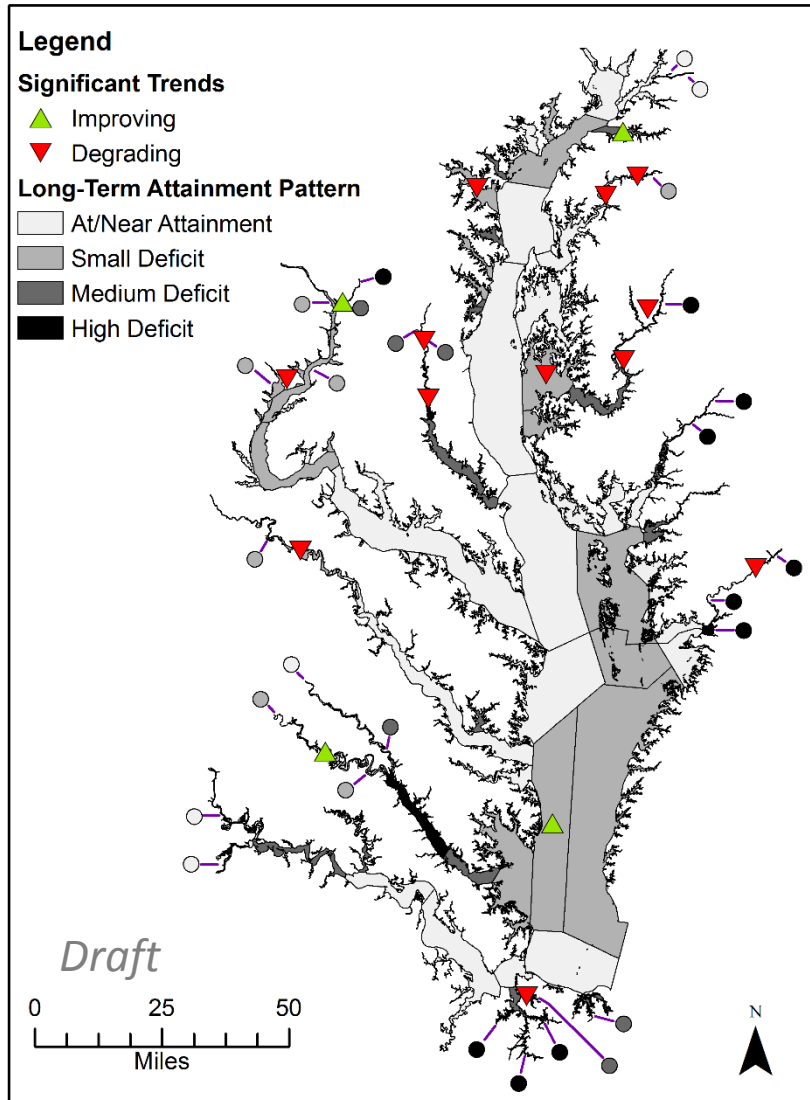 Legend
Significant Trends
Improving
Degrading
Long-Term Attainment Pattern
At/Near Attainment
Small Deficit
Medium Deficit
High Deficit
Draft
0 25 50
Miles
N